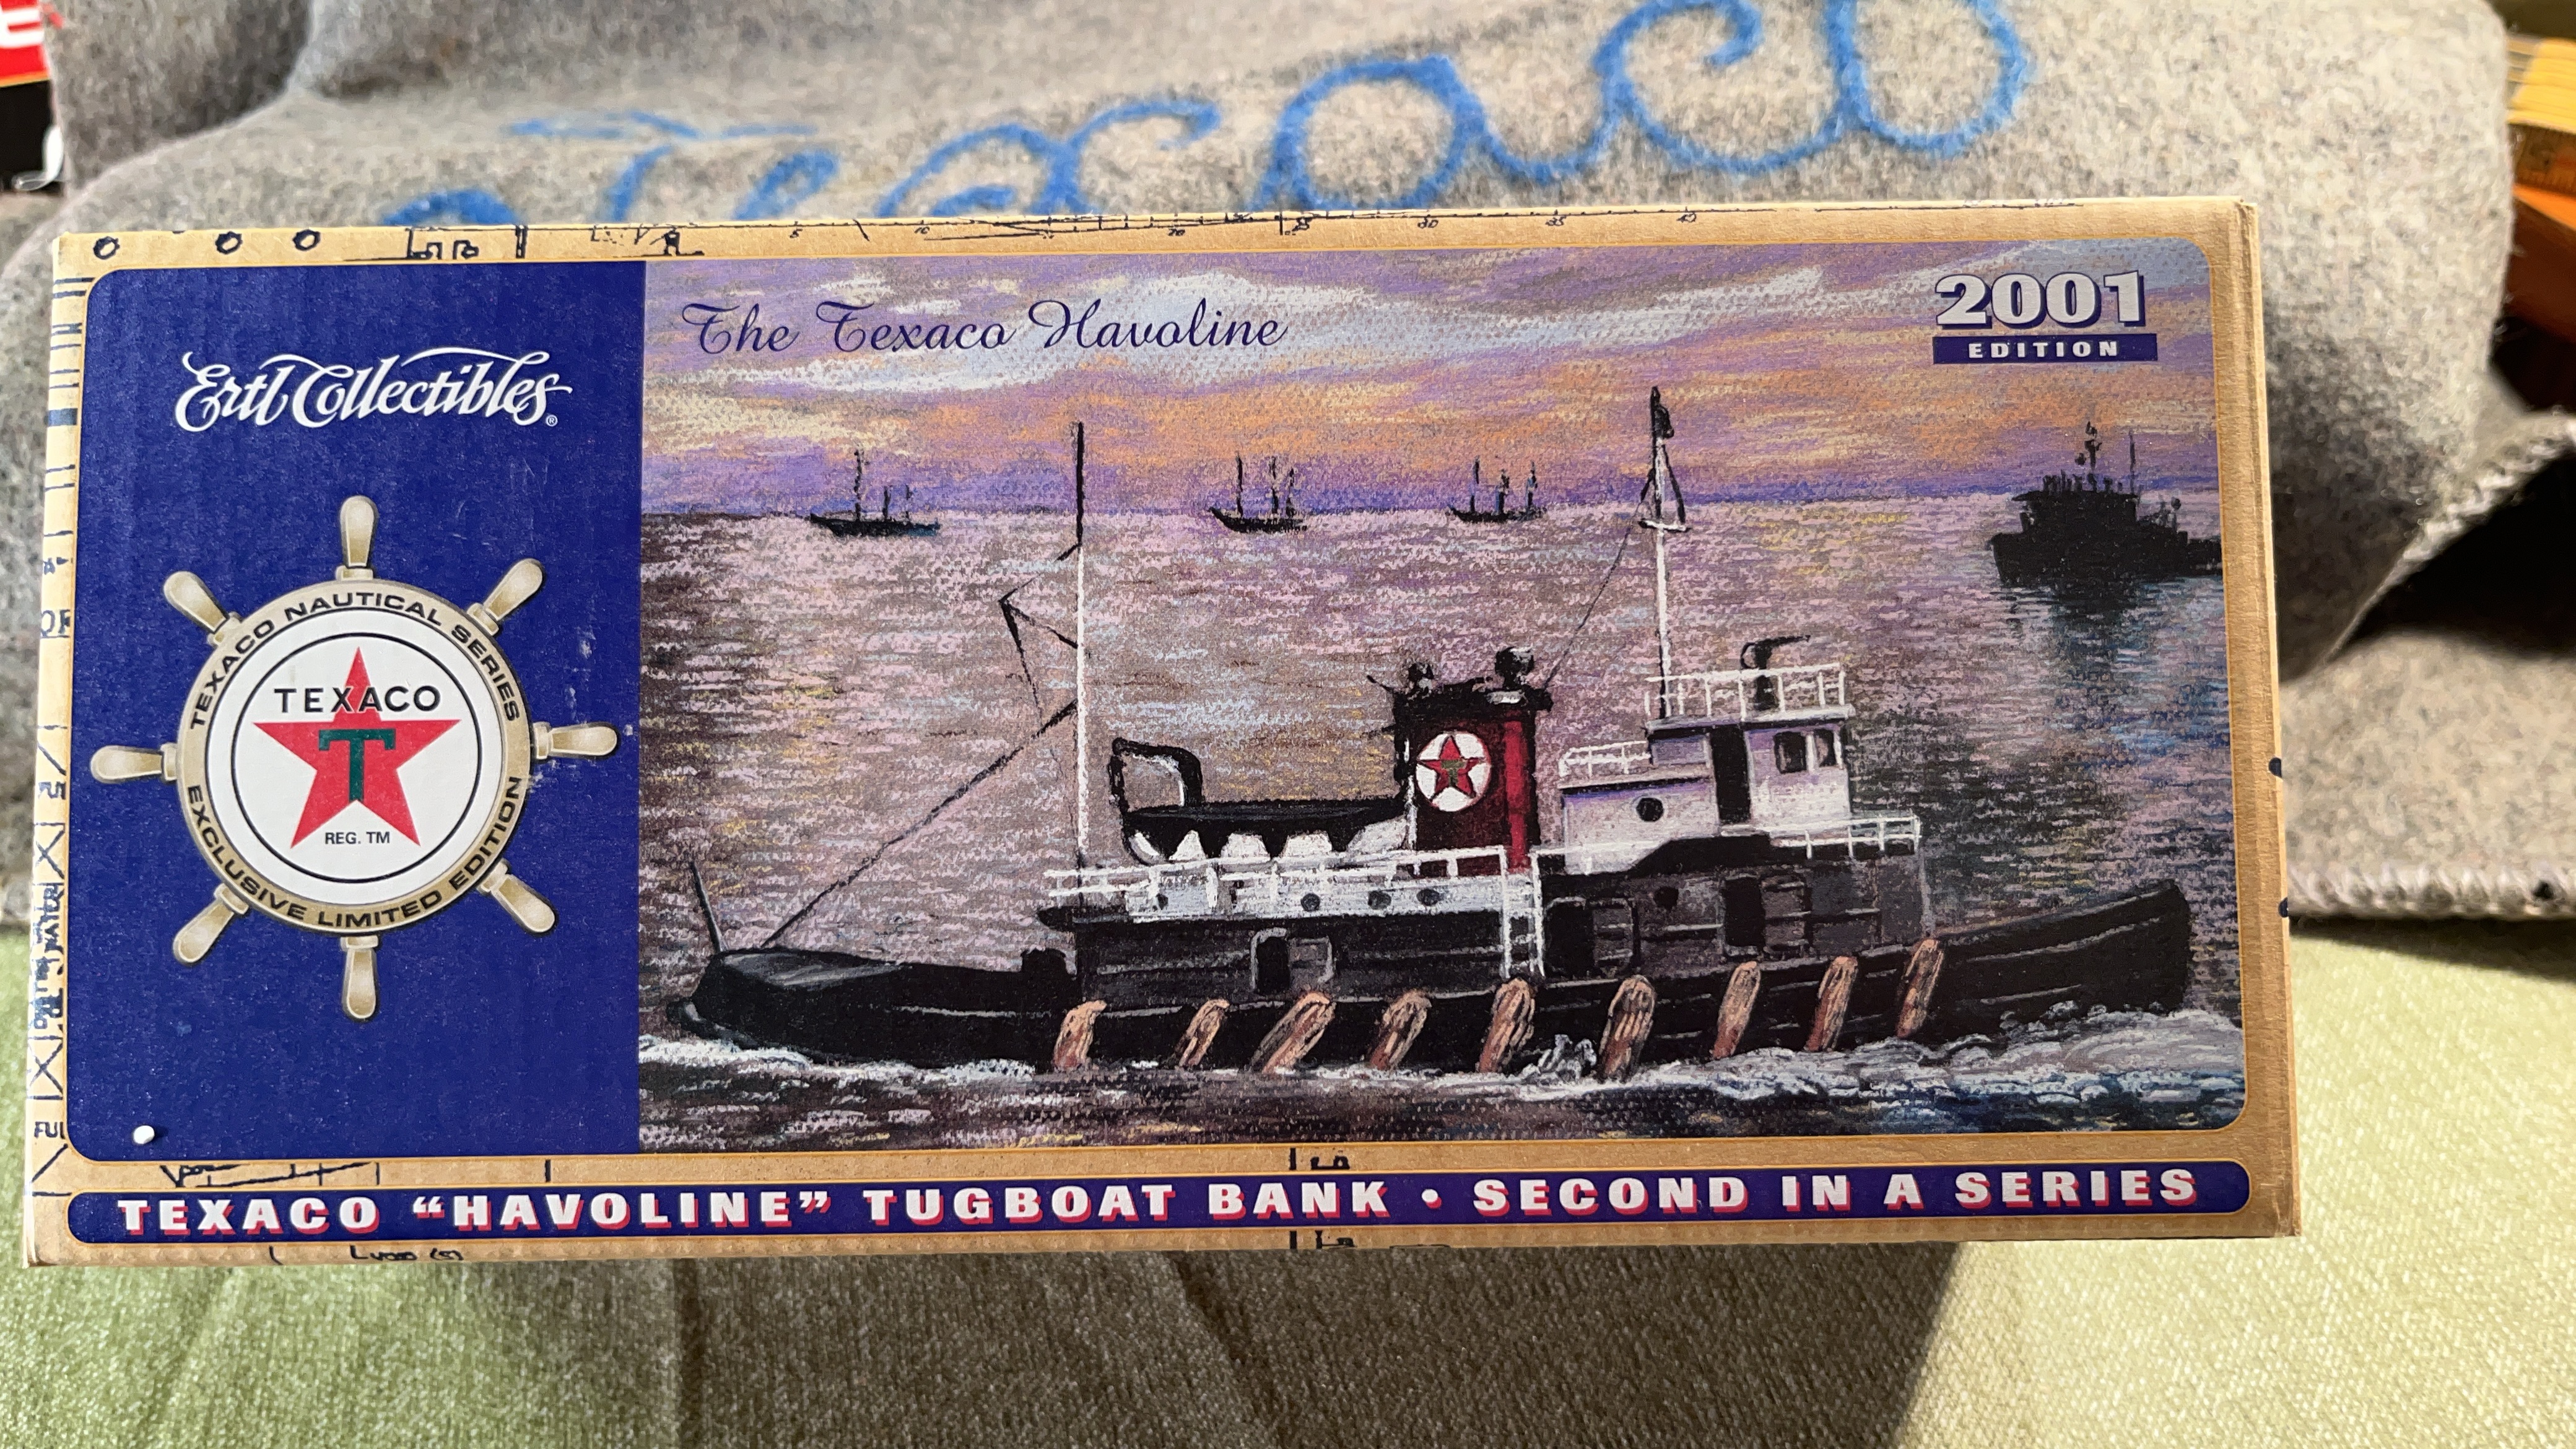 Texaco
The Texaco Havoline
2001
EDITION
Ertl Collectibles®
TEXACO NAUTICAL SERIES
TEXACO
T
REG. TM
EXCLUSIVE LIMITED EDITION
T
TEXACO “HAVOLINE” TUGBOAT BANK • SECOND IN A SERIES